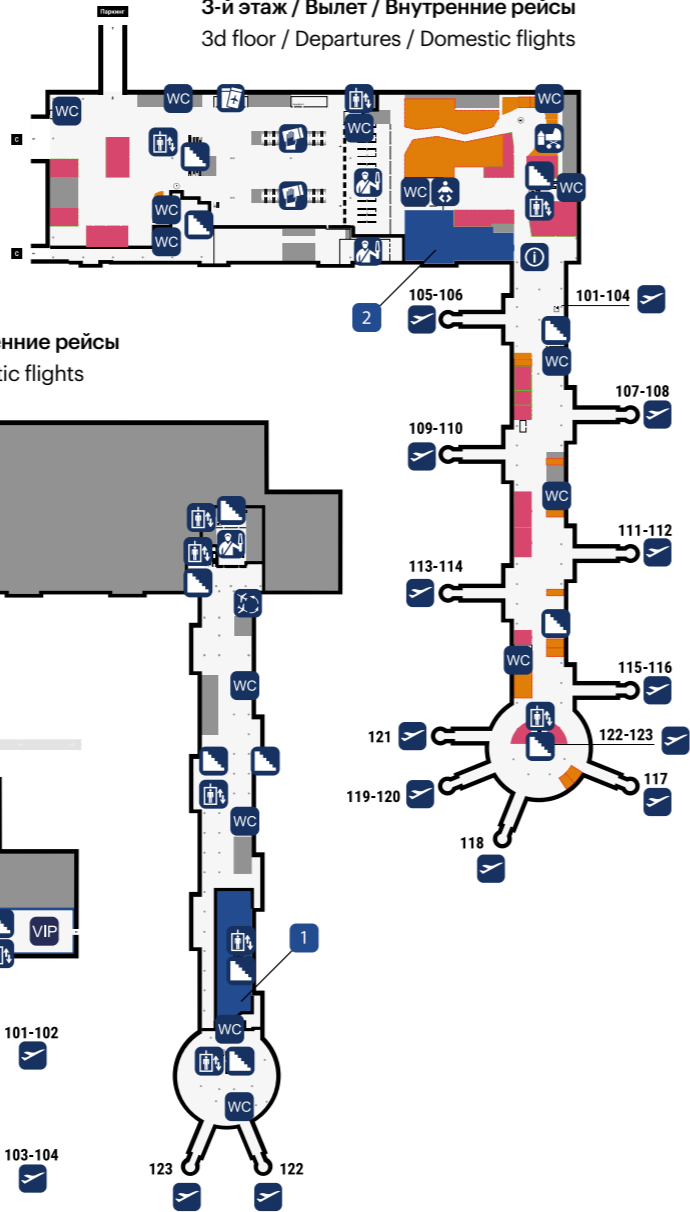 3-й этаж / Вылет / Внутренние рейсы
3d floor / Departures / Domestic flights
Паркинг
WC
WC
WC
WC
C
WC
WC
WC
WC
WC
C
i
105-106
101-104
2
WC
енние рейсы
tic flights
107-108
109-110
WC
111-112
113-114
WC
115-116
WC
121
122-123
117
119-120
WC
118
VIP
1
WC
101-102
WC
103-104
123
122